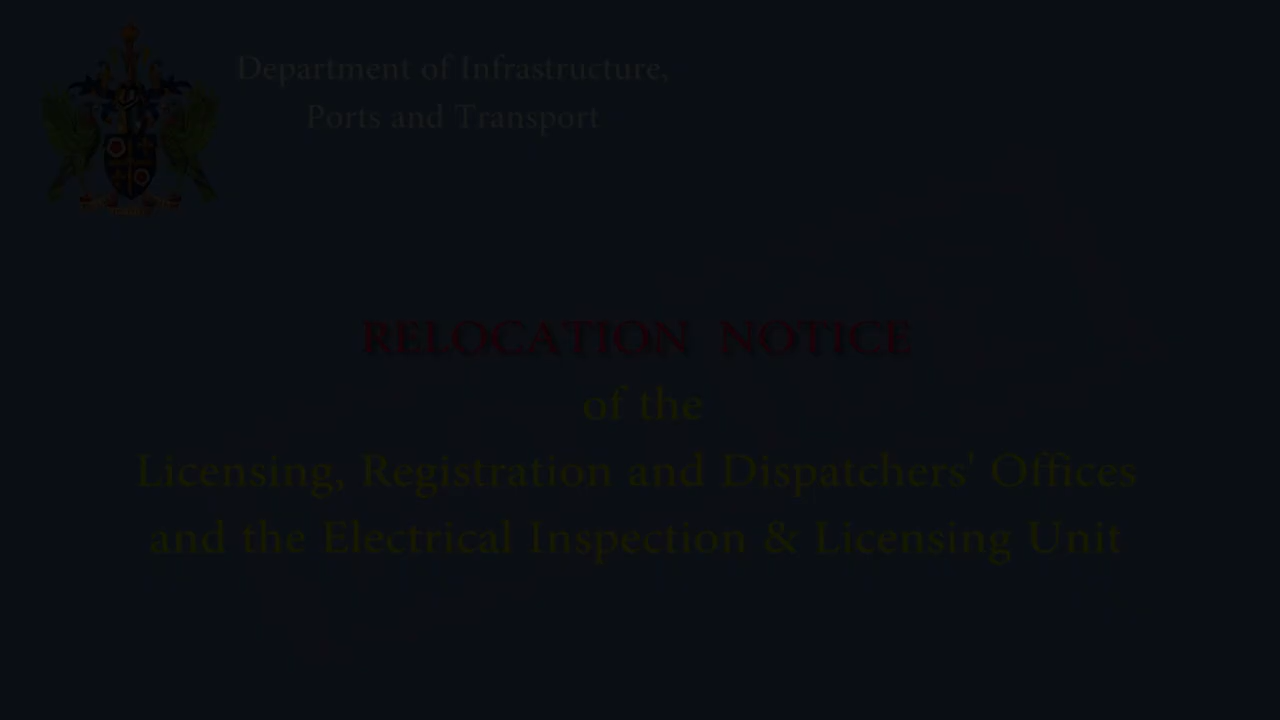 Department of Infrastructure,
Ports and Transport
RELOCATION NOTICE
of the
Licensing, Registration and Dispatchers' Offices
and the Electrical Inspection & Licensing Unit